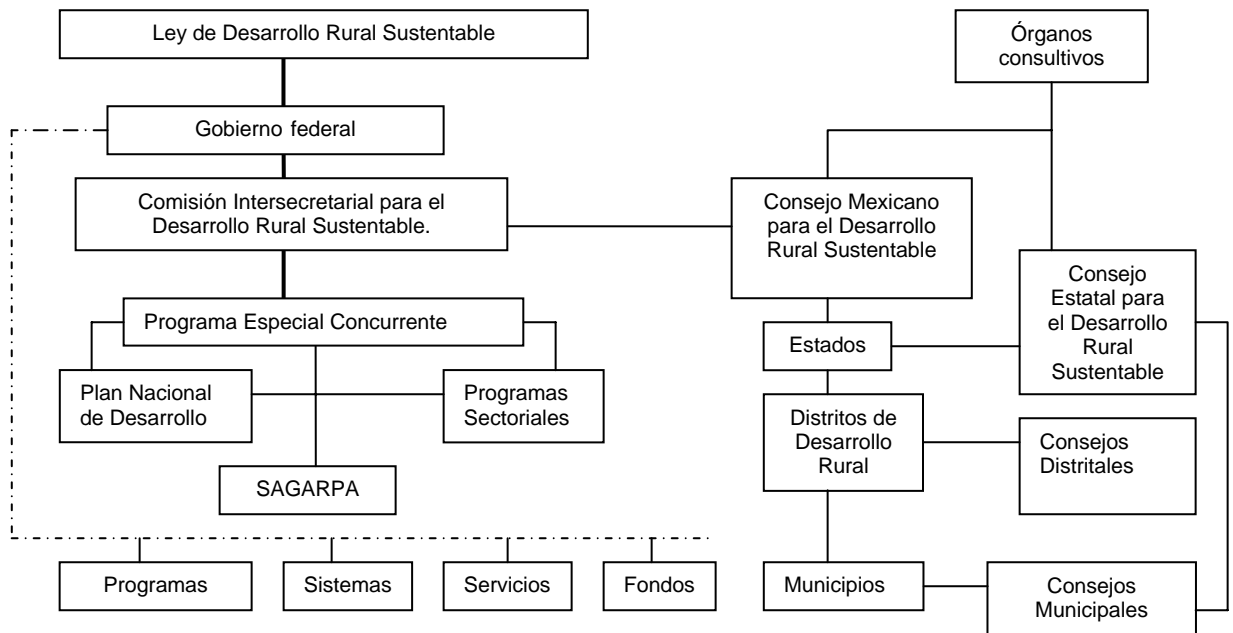 Ley de Desarrollo Rural Sustentable
Órganos
consultivos
Gobierno federal
Comisión Intersecretarial para el
Desarrollo Rural Sustentable.
Consejo Mexicano
para el Desarrollo
Rural Sustentable
Consejo
Estatal para
el Desarrollo
Rural
Sustentable
Programa Especial Concurrente
Estados
Plan Nacional
de Desarrollo
Programas
Sectoriales
Distritos de
Desarrollo
Rural
Consejos
Distritales
SAGARPA
Programas
Sistemas
Servicios
Fondos
Municipios
Consejos
Municipales